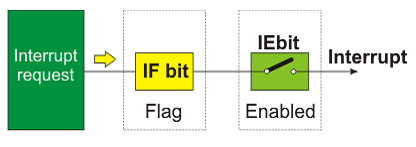 Interrupt
request
IF bit
Flag
IEbit
Enabled
Interrupt